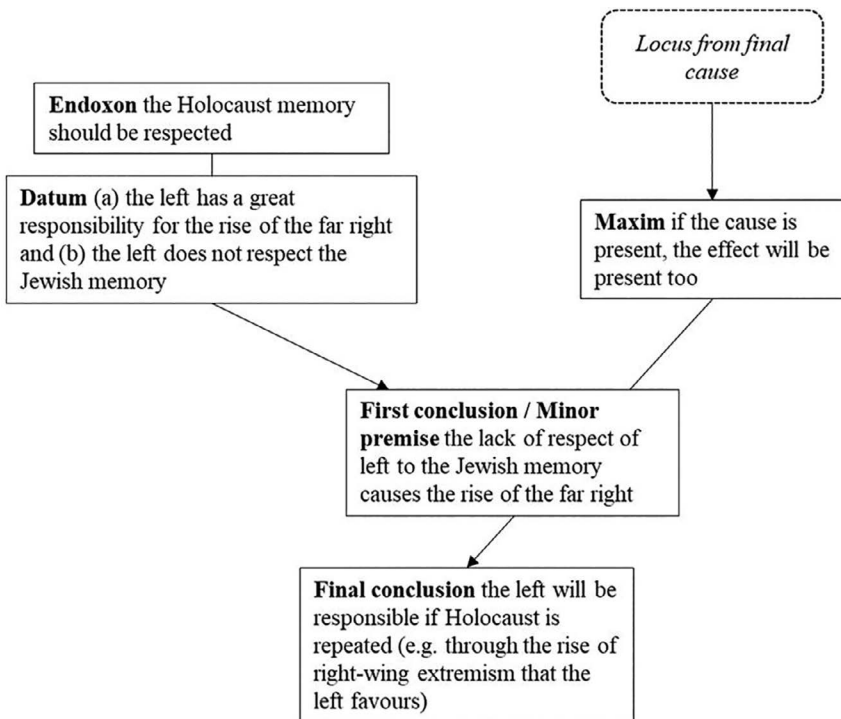 Locus from final
cause
Endoxon the Holocaust memory
should be respected
Datum (a) the left has a great
responsibility for the rise of the far right
and (b) the left does not respect the
Jewish memory
Maxim if the cause is
present, the effect will be
present too
First conclusion / Minor
premise the lack of respect of
left to the Jewish memory
causes the rise of the far right
Final conclusion the left will be
responsible if Holocaust is
repeated (e.g. through the rise of
right-wing extremism that the
left favours)